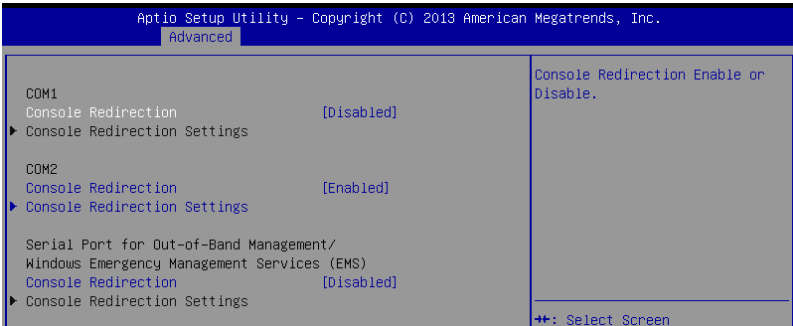 Aptio Setup Utility – Copyright (C) 2013 American Megatrends, Inc.
Advanced
COM1
Console Redirection [Disabled]
Console Redirection Settings
COM2
Console Redirection [Enabled]
Console Redirection Settings
Serial Port for Out-of-Band Management/
Windows Emergency Management Services (EMS)
Console Redirection [Disabled]
Console Redirection Settings
Console Redirection Enable or
Disable.
→←: Select Screen